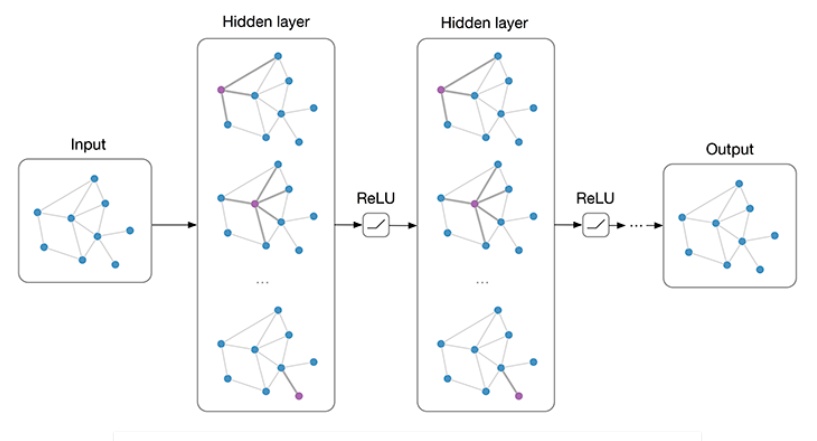 Hidden layer
Hidden layer
Input
ReLU
ReLU
Output
...
...
...